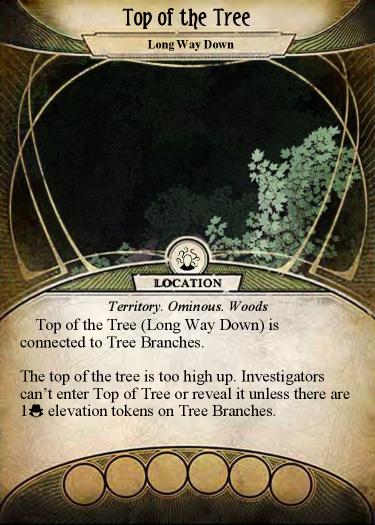 Top of the Tree
Long Way Down
LOCATION
Territory. Ominous. Woods
Top of the Tree (Long Way Down) is
connected to Tree Branches.
The top of the tree is too high up. Investigators
can't enter Top of Tree or reveal it unless there are
1 elevation tokens on Tree Branches.